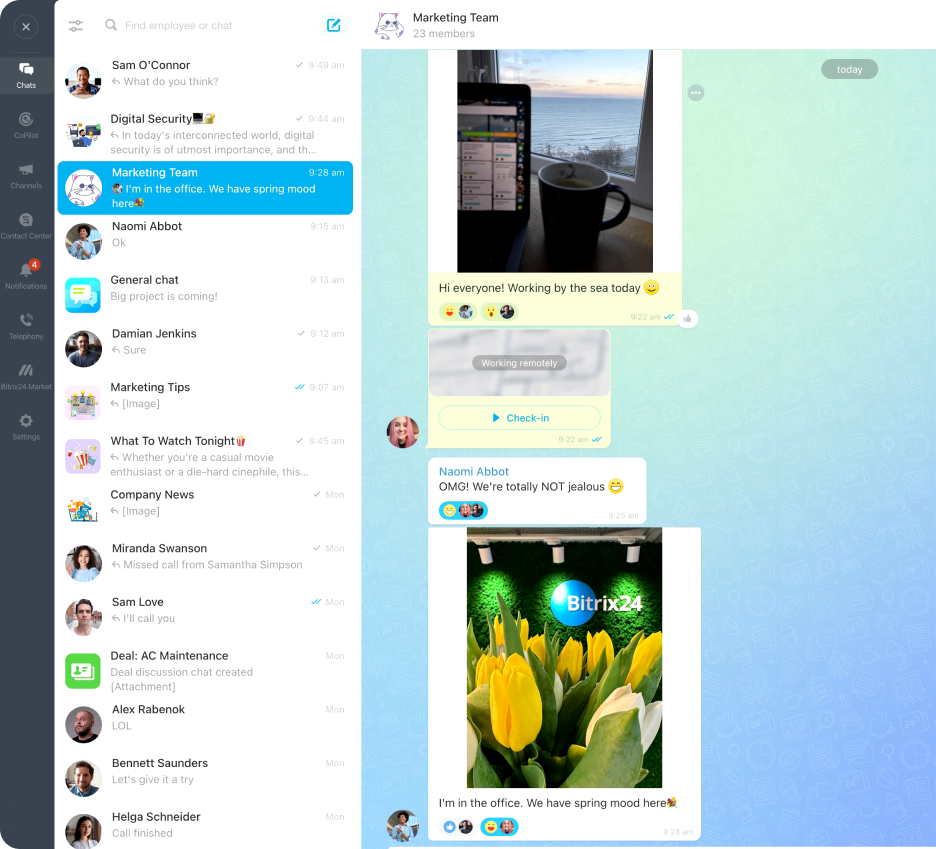 Find employee or chat
Chats
CoPilot
Channels
Contact Center
4
Notifications
Telephony
Bitrix24.Market
Settings
Sam O'Connor
9:49 am
What do you think?
Digital Security💻🔐
9:44 am
In today's interconnected world, digital
security is of utmost importance, and th...
Marketing Team
9:28 am
I'm in the office. We have spring mood
here💐
Naomi Abbot
9:15 am
Ok
General chat
9:13 am
Big project is coming!
Damian Jenkins
9:12 am
Sure
Marketing Tips
9:07 am
[Image]
What To Watch Tonight🍿
8:45 am
Whether you're a casual movie
enthusiast or a die-hard cinephile, this...
Company News
Mon
[Image]
Miranda Swanson
Mon
Missed call from Samantha Simpson
Sam Love
Mon
I'll call you
Deal: AC Maintenance
Mon
Deal discussion chat created
[Attachment]
Alex Rabenok
Mon
LOL
Bennett Saunders
Mon
Let's give it a try
Helga Schneider
Mon
Call finished
Marketing Team
23 members
today
Hi everyone! Working by the sea today 😀
9:22 am
Working remotely
Check-in
9:22 am
Naomi Abbot
OMG! We're totally NOT jealous 😁
9:25 am
Bitrix24
I'm in the office. We have spring mood here💐
9:28 am